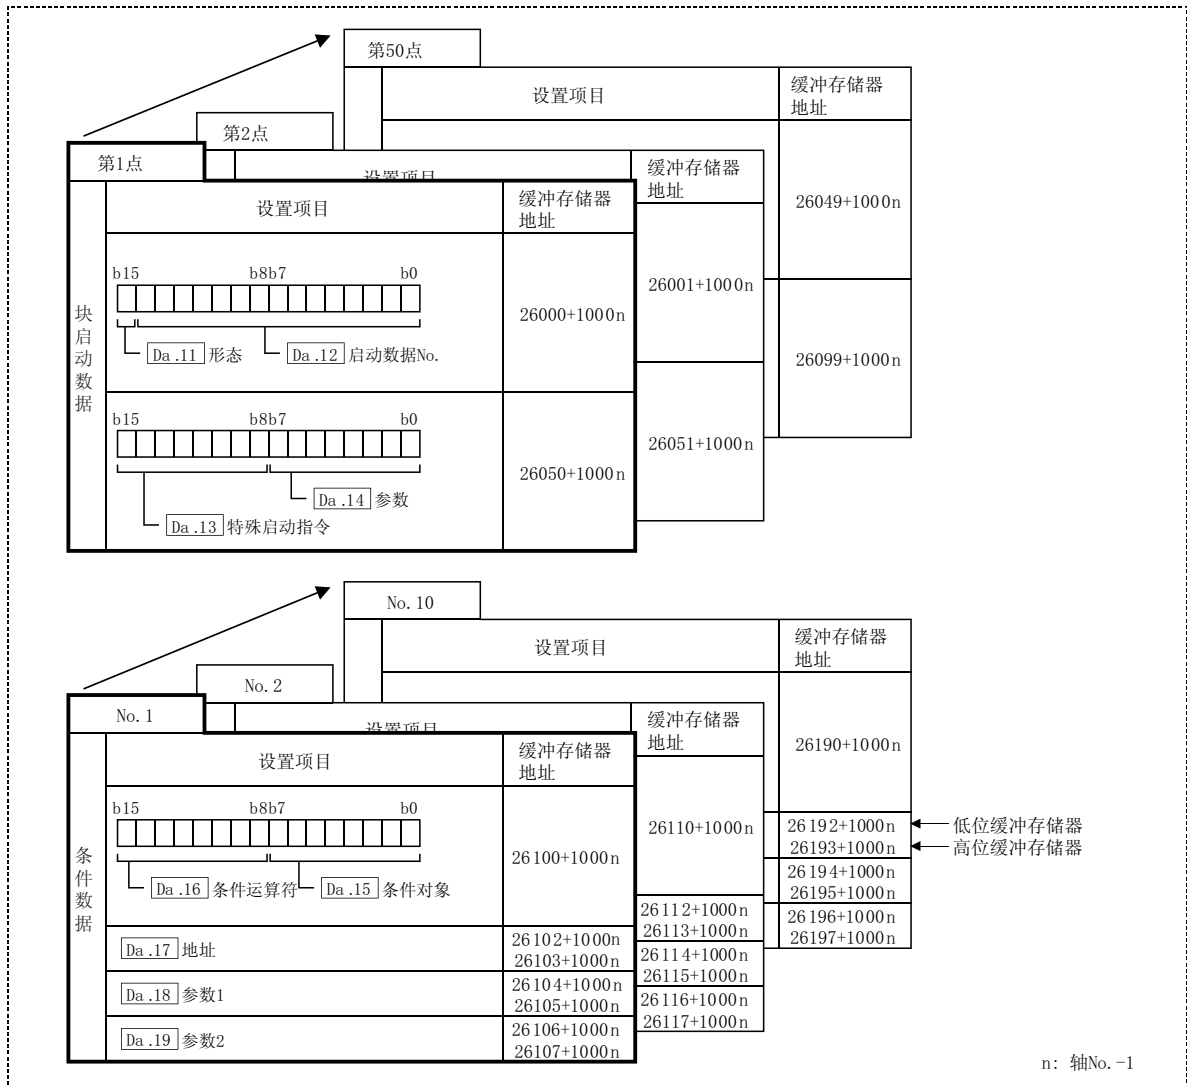 第50点
设置项目
缓冲存储器
地址
26049+1000n
26099+1000n
第2点
设置项目
缓冲存储器
地址
26001+1000n
26051+1000n
第1点
设置项目
缓冲存储器
地址
块启动数据
b15 b8b7 b0
Da.11 形态 Da.12 启动数据No.
26000+1000n
b15 b8b7 b0
Da.14 参数
Da.13 特殊启动指令
26050+1000n
No.10
设置项目
缓冲存储器
地址
26190+1000n
26192+1000n 低位缓冲存储器
26193+1000n 高位缓冲存储器
26194+1000n
26195+1000n
26196+1000n
26197+1000n
No.2
设置项目
缓冲存储器
地址
26110+1000n
26112+1000n
26113+1000n
26114+1000n
26115+1000n
26116+1000n
26117+1000n
No.1
设置项目
缓冲存储器
地址
条件数据
b15 b8b7 b0
Da.16 条件运算符 Da.15 条件对象
26100+1000n
Da.17 地址
26102+1000n
26103+1000n
Da.18 参数1
26104+1000n
26105+1000n
Da.19 参数2
26106+1000n
26107+1000n
n: 轴No.-1